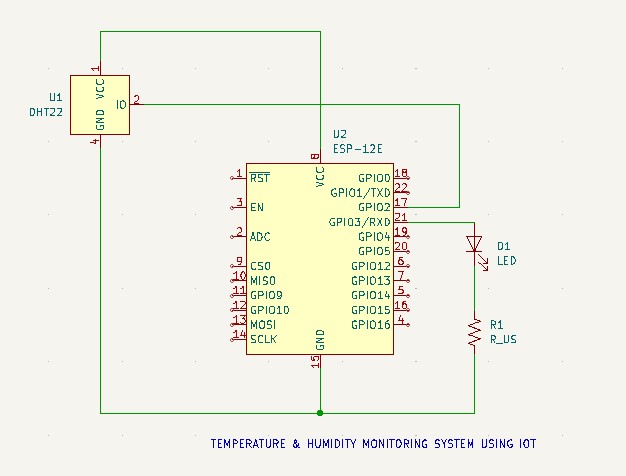 U1
DHT22
1
VCC
IO
2
GND
4
U2
ESP-12E
8
VCC
1
RST
3
EN
2
ADC
9
CS0
10
MISO
11
GPIO9
12
GPIO10
13
MOSI
14
SCLK
GPIO0
18
GPIO1/TXD
22
GPIO2
17
GPIO3/RXD
21
GPIO4
19
GPIO5
20
GPIO12
6
GPIO13
7
GPIO14
5
GPIO15
16
GPIO16
4
GND
15
D1
LED
R1
R_US
TEMPERATURE & HUMIDITY MONITORING SYSTEM USING IOT